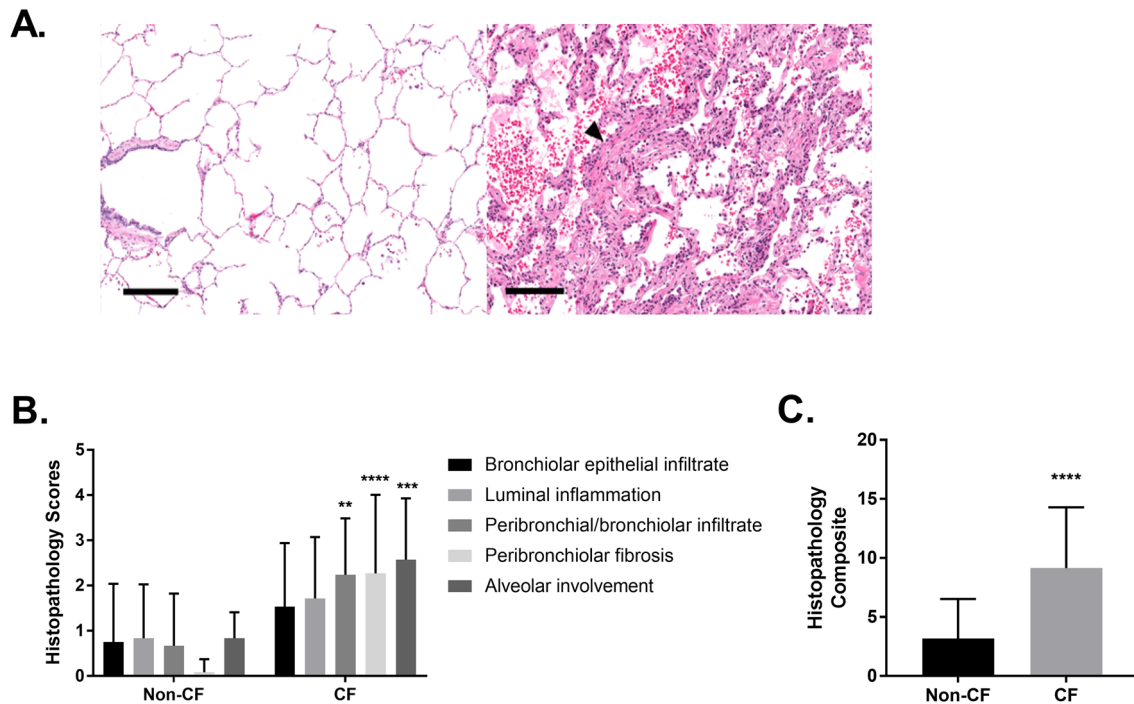 A.
B.
Histopathology Scores
5
4
3
2
1
0
**
****
***
Non-CF
CF
Bronchiolar epithelial infiltrate
Luminal inflammation
Peribronchial/bronchiolar infiltrate
Peribronchiolar fibrosis
Alveolar involvement
C.
Histopathology
Composite
20
15
10
5
0
****
Non-CF
CF